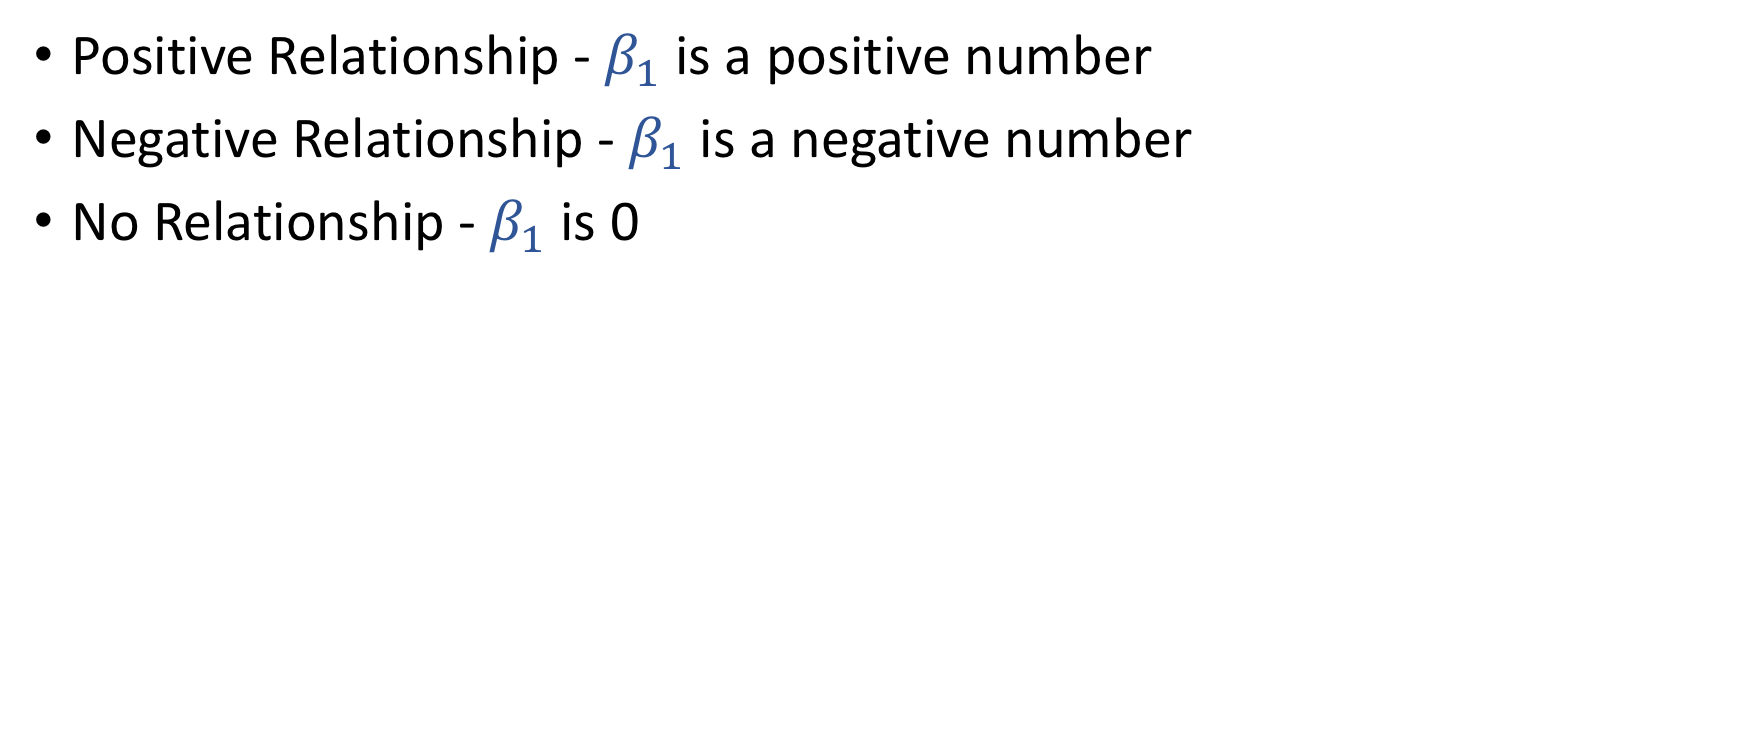 • Positive Relationship - β₁ is a positive number
• Negative Relationship - β₁ is a negative number
• No Relationship - β₁ is 0